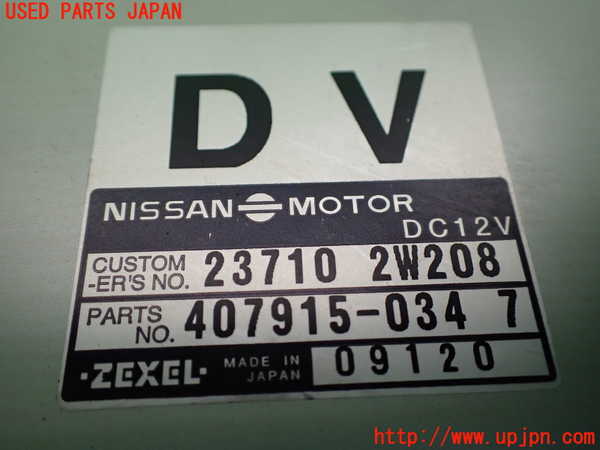 USED PARTS JAPAN
DV
NISSAN MOTOR
DC12V
CUSTOM
-ER'S NO. 23710 2W208
PARTS
NO. 407915-034 7
·ZEXEL· MADE IN
JAPAN 09120
http://www.upjpn.com/